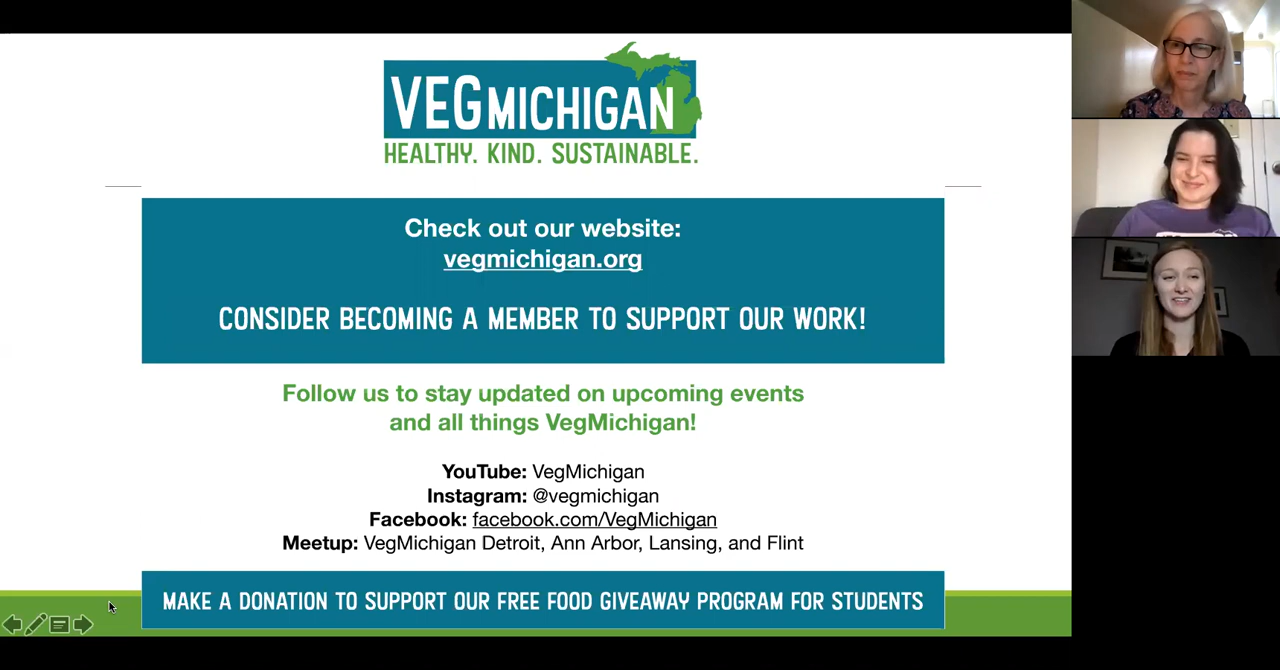 VEGMICHIGAN
HEALTHY. KIND. SUSTAINABLE.
Check out our website:
vegmichigan.org
CONSIDER BECOMING A MEMBER TO SUPPORT OUR WORK!
Follow us to stay updated on upcoming events
and all things VegMichigan!
YouTube: VegMichigan
Instagram: @vegmichigan
Facebook: facebook.com/VegMichigan
Meetup: VegMichigan Detroit, Ann Arbor, Lansing, and Flint
MAKE A DONATION TO SUPPORT OUR FREE FOOD GIVEAWAY PROGRAM FOR STUDENTS